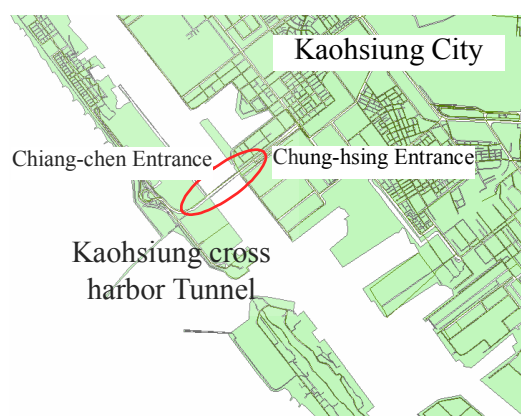 Kaohsiung City
Chiang-chen Entrance
Chung-hsing Entrance
Kaohsiung cross
harbor Tunnel